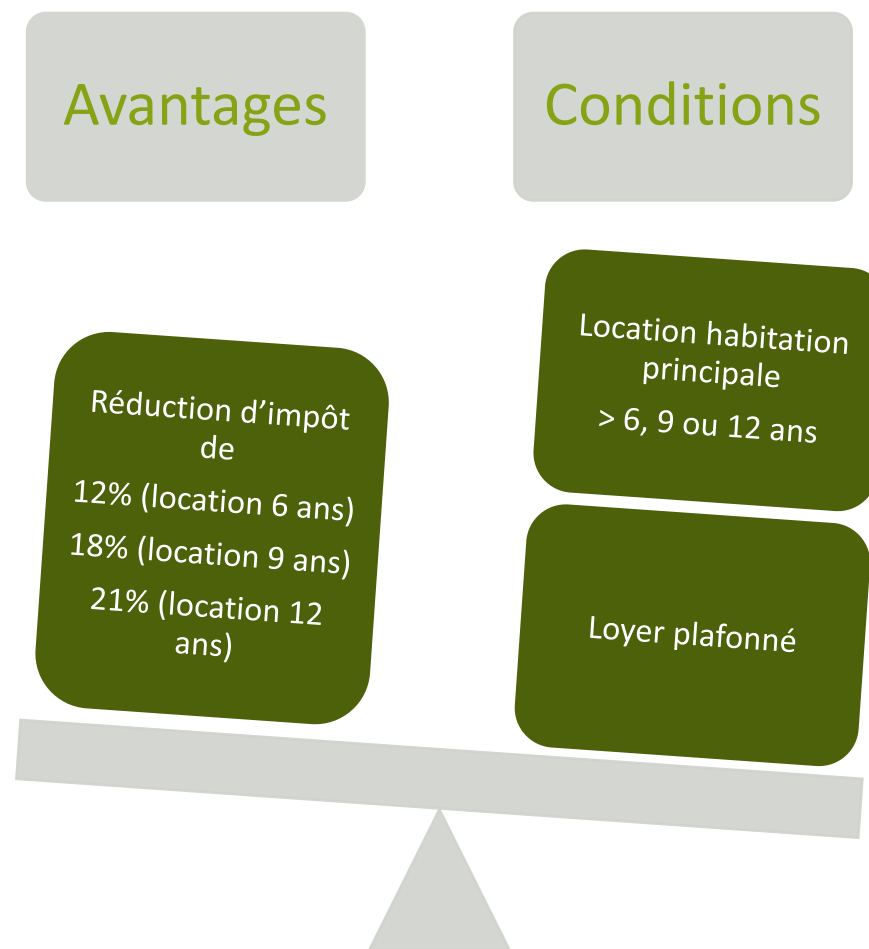 Avantages
Conditions
Réduction d’impôt
de
12% (location 6 ans)
18% (location 9 ans)
21% (location 12
ans)
Location habitation
principale
> 6, 9 ou 12 ans
Loyer plafonné